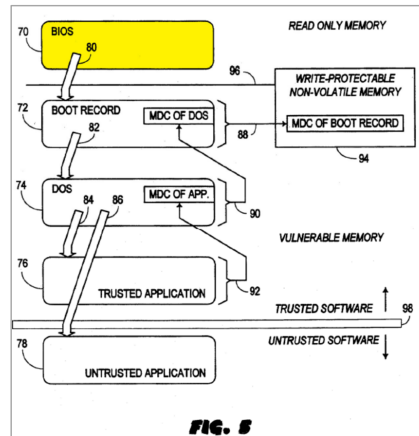 BIOS
READ ONLY MEMORY
70
80
96
WRITE-PROTECTABLE
NON-VOLATILE MEMORY
72
BOOT RECORD
MDC OF DOS
MDC OF BOOT RECORD
82
88
94
74
DOS
MDC OF APP.
84
86
90
VULNERABLE MEMORY
76
TRUSTED APPLICATION
92
TRUSTED SOFTWARE
98
UNTRUSTED SOFTWARE
78
UNTRUSTED APPLICATION
FIG. 5